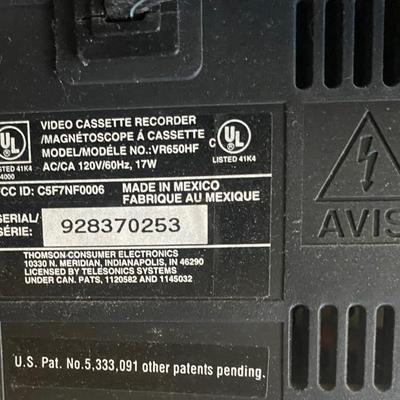 UL
LISTED 41K4
4000
VIDEO CASSETTE RECORDER
/MAGNÉTOSCOPE À CASSETTE
MODEL/MODÉLE NO.:VR650HF
AC/CA 120V/60Hz, 17W
C UL
LISTED 41K4
FCC ID: C5F7NF0006
MADE IN MEXICO
FABRIQUE AU MEXIQUE
SERIAL/
SÉRIE:
928370253
THOMSON CONSUMER ELECTRONICS
10330 N. MERIDIAN, INDIANAPOLIS, IN 46290
LICENSED BY TELESONICS SYSTEMS
UNDER CAN. PATS, 1120582 AND 1145032
AVIS
U.S. Pat. No.5,333,091 other patents pending.